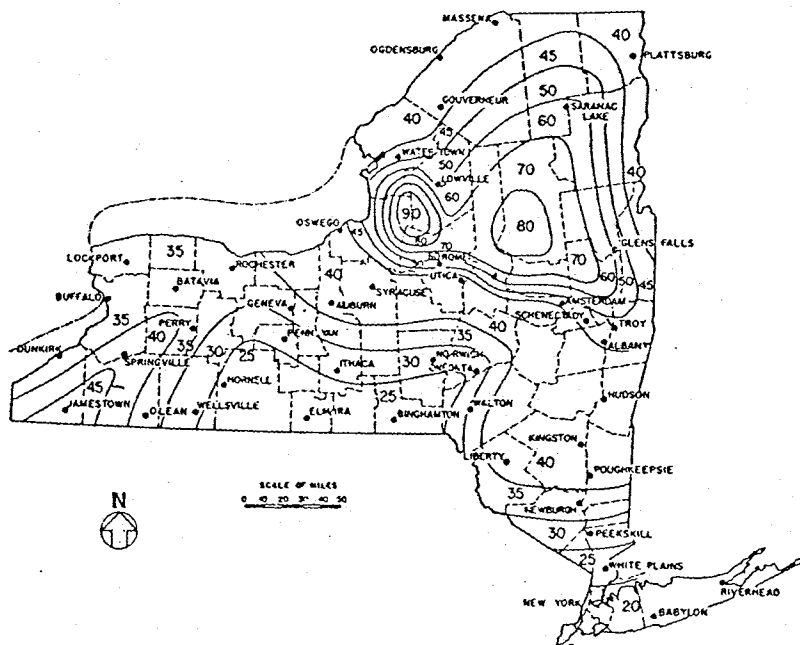 MASSENA
40
OGDENSBURG
45
PLATTSBURG
50
GOUVERNEUR
SARANAC LAKE
40
60
45
WATERTOWN
50
LOWVILLE
70
60
40
90
80
OSWEGO
45
70
GLENS FALLS
LOCKPORT
35
ROCHESTER
60
ROME
70
60
50
45
BATAVIA
40
SYRACUSE
UTICA
BUFFALO
GENEVA
AUBURN
AMSTERDAM
35
PERRY
40
SCHENECTADY
TROY
40
35
PENN YAN
35
ALBANY
DUNKIRK
30
25
SPRINGVILLE
ITHACA
30
NORWICH
45
HORNELL
25
HUDSON
JAMESTOWN
OLEAN
WELLSVILLE
ELMIRA
BINGHAMTON
WALTON
KINGSTON
LIBERTY
40
POUGHKEEPSIE
SCALE OF MILES
0 10 20 30 40 50
35
N
NEWBURGH
30
PEEKSKILL
25
WHITE PLAINS
RIVERHEAD
NEW YORK
20
BABYLON